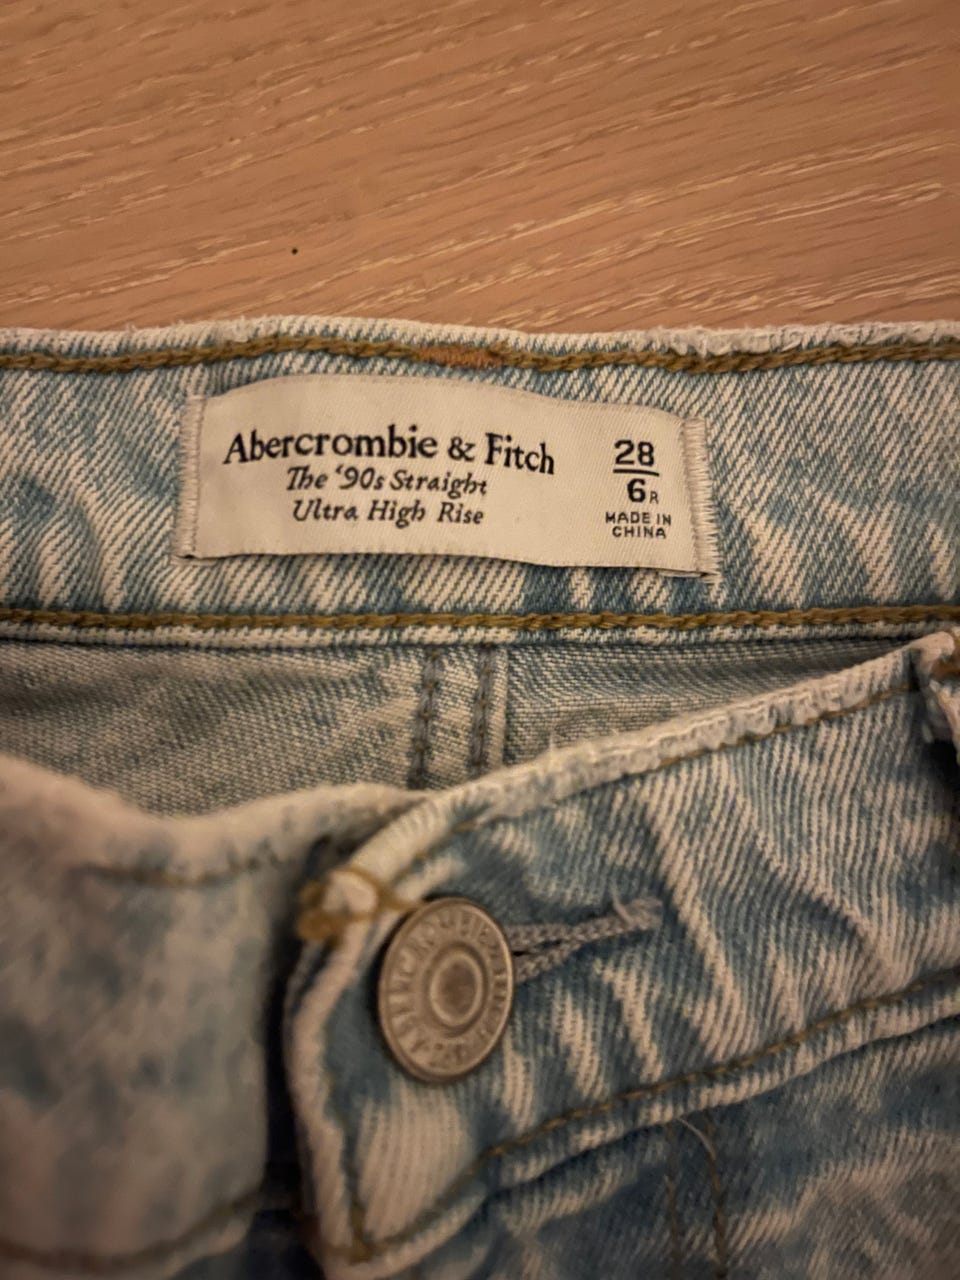 Abercrombie & Fitch
The '90s Straight
Ultra High Rise
28
6R
MADE IN
CHINA